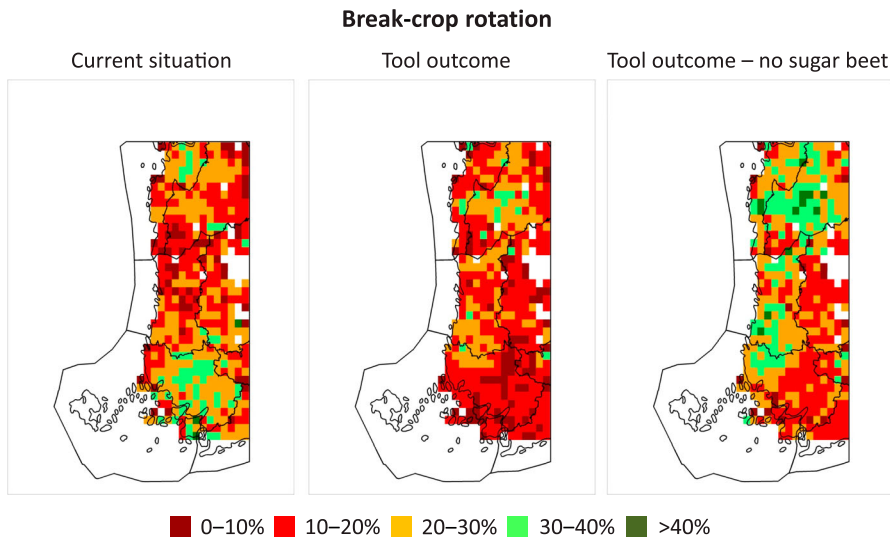 Break-crop rotation
Current situation
Tool outcome
Tool outcome – no sugar beet
0–10%
10–20%
20–30%
30–40%
>40%